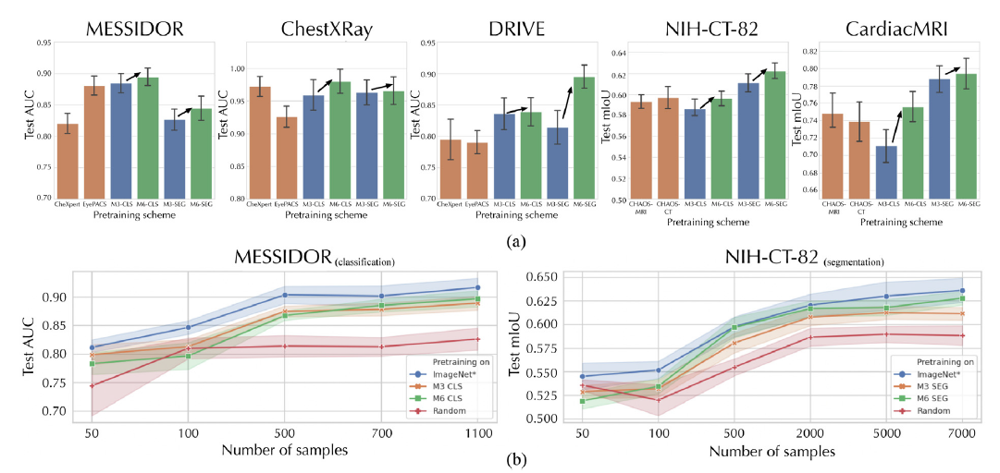 MESSIDOR
ChestXRay
DRIVE
NIH-CT-82
CardiacMRI
Test AUC
0.95
0.90
0.85
0.80
0.75
0.70
CheXpert
EyePACS
M3-CLS
M6-CLS
M3-SEG
M6-SEG
Pretraining scheme
Test AUC
1.00
0.95
0.90
0.85
0.80
CheXpert
EyePACS
M3-CLS
M6-CLS
M3-SEG
M6-SEG
Pretraining scheme
Test AUC
0.95
0.90
0.85
0.80
0.75
0.70
CheXpert
EyePACS
M3-CLS
M6-CLS
M3-SEG
M6-SEG
Pretraining scheme
Test mIoU
0.64
0.62
0.60
0.58
0.56
0.54
0.52
0.50
CHAOS-
MRI
CHAOS-
CT
M3-CLS
M6-CLS
M3-SEG
M6-SEG
Pretraining scheme
Test mIoU
0.82
0.80
0.78
0.76
0.74
0.72
0.70
0.68
0.66
CHAOS-
MRI
CHAOS-
CT
M3-CLS
M6-CLS
M3-SEG
M6-SEG
Pretraining scheme
(a)
MESSIDOR (classification)
Test AUC
0.90
0.85
0.80
0.75
0.70
50
100
500
700
1100
Number of samples
Pretraining on
ImageNet*
M3 CLS
M6 CLS
Random
NIH-CT-82 (segmentation)
Test mIoU
0.650
0.625
0.600
0.575
0.550
0.525
0.500
50
100
500
2000
5000
7000
Number of samples
Pretraining on
ImageNet*
M3 SEG
M6 SEG
Random
(b)